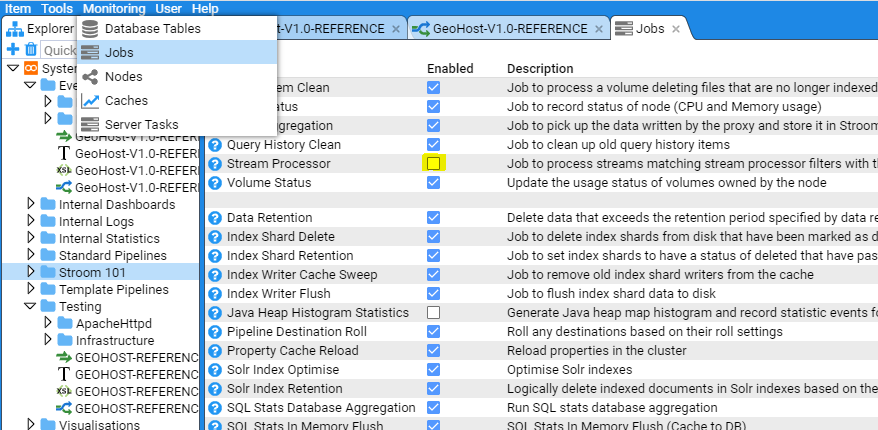 Item Tools Monitoring User Help
Explorer
Database Tables
Jobs
Nodes
Caches
Server Tasks
t-V1.0-REFERENCE
GeoHost-V1.0-REFERENCE
Jobs
Quick
Syste
Eve
GeoHost-V1.0-REFERENC
GeoHost-V1.0-REFEREN
GeoHost-V1.0-REFEREN
GeoHost-V1.0-REFEREN
Internal Dashboards
Internal Logs
Internal Statistics
Standard Pipelines
Stroom 101
Template Pipelines
Testing
ApacheHttpd
Infrastructure
GEOHOST-REFERENC
GEOHOST-REFERENC
GEOHOST-REFERENC
GEOHOST-REFERENC
Visualisations
Enabled Description
em Clean Job to process a volume deleting files that are no longer indexed
tatus Job to record status of node (CPU and Memory usage)
ggregation Job to pick up the data written by the proxy and store it in Stroom
Query History Clean Job to clean up old query history items
Stream Processor Job to process streams matching stream processor filters with th
Volume Status Update the usage status of volumes owned by the node
Data Retention Delete data that exceeds the retention period specified by data re
Index Shard Delete Job to delete index shards from disk that have been marked as d
Index Shard Retention Job to set index shards to have a status of deleted that have pas
Index Writer Cache Sweep Job to remove old index shard writers from the cache
Index Writer Flush Job to flush index shard data to disk
Java Heap Histogram Statistics Generate Java heap map histogram and record statistic events fo
Pipeline Destination Roll Roll any destinations based on their roll settings
Property Cache Reload Reload properties in the cluster
Solr Index Optimise Optimise Solr indexes
Solr Index Retention Logically delete indexed documents in Solr indexes based on the
SQL Stats Database Aggregation Run SQL stats database aggregation
SQL Stats In Memory Flush SQL Stats In Memory Flush (Cache to DB)